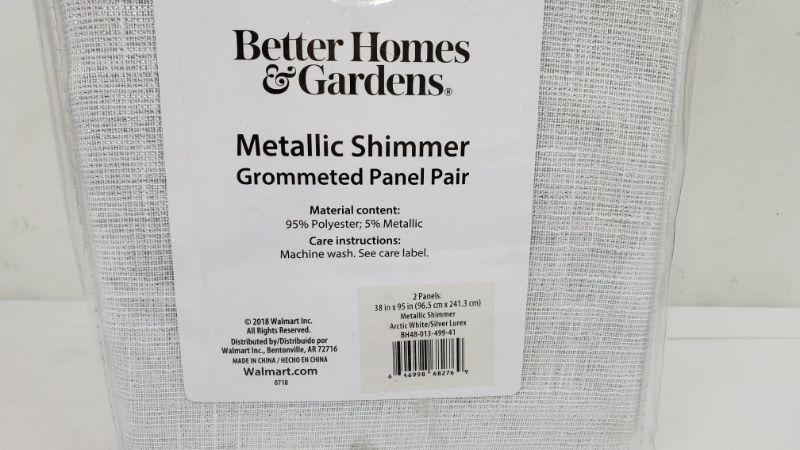 Better Homes
& Gardens®
Metallic Shimmer
Grommeted Panel Pair
Material content:
95% Polyester; 5% Metallic
Care instructions:
Machine wash. See care label.
© 2018 Walmart Inc.
All Rights Reserved.
Distributed by/Distribuido por
Walmart Inc., Bentonville, AR 72716
MADE IN CHINA / HECHO EN CHINA
Walmart.com
0718
2 Panels:
38 in x 95 in (96.5 cm x 241.3 cm)
Metallic Shimmer
Arctic White/Silver Lurex
BH48-013-499-41
6 46998 68276 9